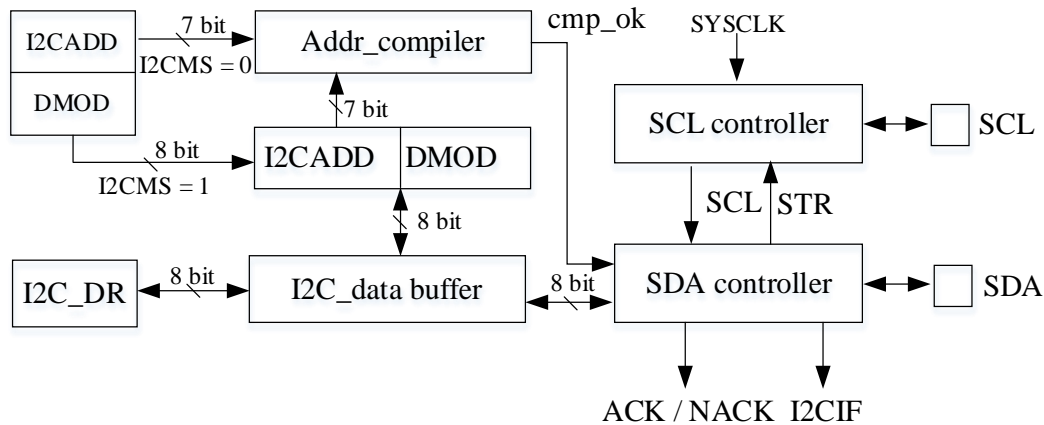 I2CADD
7 bit
Addr_compiler
cmp_ok
SYSCLK
I2CMS = 0
DMOD
7 bit
SCL controller
SCL
8 bit
I2CADD
DMOD
I2CMS = 1
SCL
STR
8 bit
I2C_DR
8 bit
I2C_data buffer
8 bit
SDA controller
SDA
ACK / NACK
I2CIF